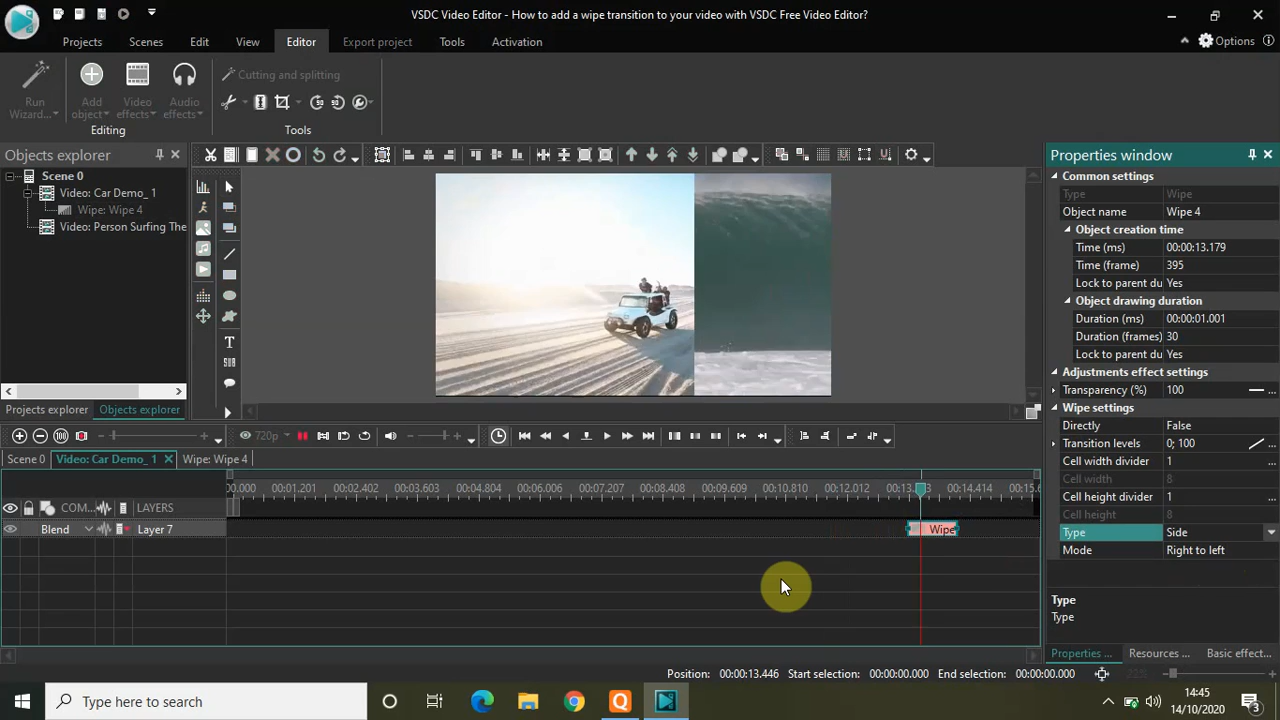 VSDC Video Editor - How to add a wipe transition to your video with VSDC Free Video Editor?
Projects Scenes Edit View Editor Export project Tools Activation Options
Run Wizard...
Add object
Video effects
Audio effects
Editing
Cutting and splitting
Tools
Objects explorer
Scene 0
Video: Car Demo_ 1
Wipe: Wipe 4
Video: Person Surfing The
Projects explorer Objects explorer
Properties window
Common settings
Type Wipe
Object name Wipe 4
Object creation time
Time (ms) 00:00:13.179
Time (frame) 395
Lock to parent du Yes
Object drawing duration
Duration (ms) 00:00:01.001
Duration (frames) 30
Lock to parent du Yes
Adjustments effect settings
Transparency (%) 100 ...
Wipe settings
Directly False
Transition levels 0; 100 ...
Cell width divider 1 ...
Cell width 8
Cell height divider 1 ...
Cell height 8
Type Side
Mode Right to left
Type
Type
Properties ... Resources ... Basic effect...
720p
Scene 0 Video: Car Demo_ 1 Wipe: Wipe 4
00.000 00:01.201 00:02.402 00:03.603 00:04.804 00:06.006 00:07.207 00:08.408 00:09.609 00:10.810 00:12.012 00:14.414
COM... LAYERS
Blend Layer 7 Wipe
Position: 00:00:13.446 Start selection: 00:00:00.000 End selection: 00:00:00.000 22%
Type here to search
14:45
14/10/2020
3